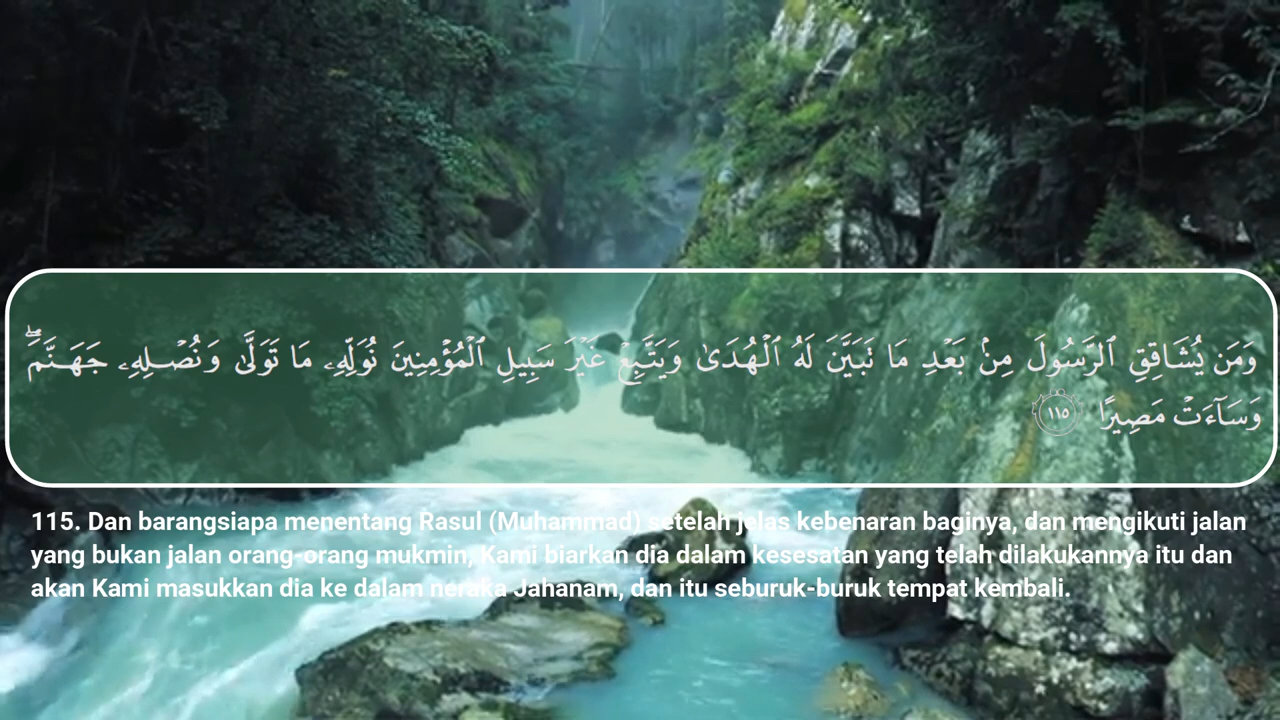 وَمَن يُشَاقِقِ ٱلرَّسُولَ مِنۢ بَعْدِ مَا تَبَيَّنَ لَهُ ٱلْهُدَىٰ وَيَتَّبِعْ غَيْرَ سَبِيلِ ٱلْمُؤْمِنِينَ نُوَلِّهِۦ مَا تَوَلَّىٰ وَنُصْلِهِۦ جَهَنَّمَ ۖ
وَسَآءَتْ مَصِيرًا ١١٥
115. Dan barangsiapa menentang Rasul (Muhammad) setelah jelas kebenaran baginya, dan mengikuti jalan
yang bukan jalan orang-orang mukmin, Kami biarkan dia dalam kesesatan yang telah dilakukannya itu dan
akan Kami masukkan dia ke dalam neraka Jahanam, dan itu seburuk-buruk tempat kembali.